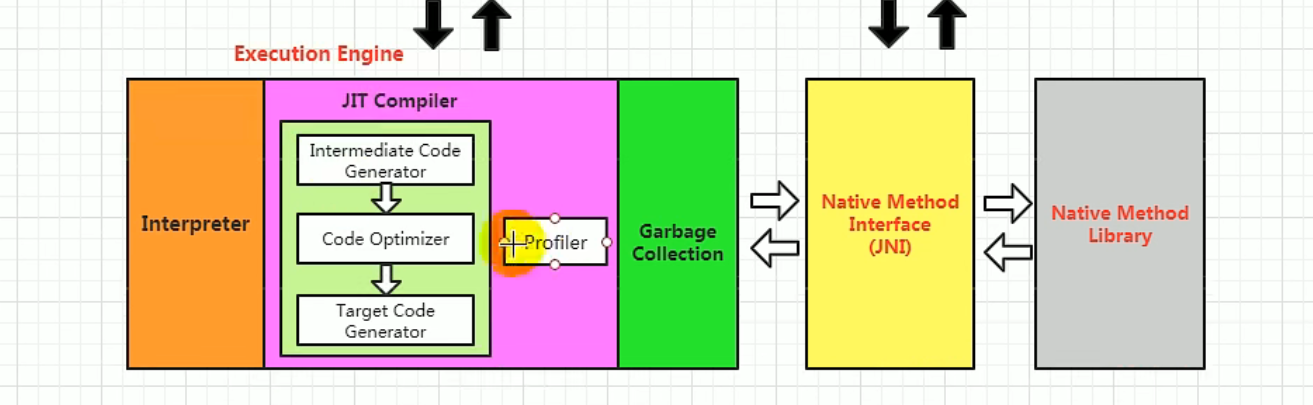 Execution Engine
JIT Compiler
Intermediate Code
Generator
Interpreter
Code Optimizer
Profiler
Target Code
Generator
Garbage
Collection
Native Method
Interface
(JNI)
Native Method
Library